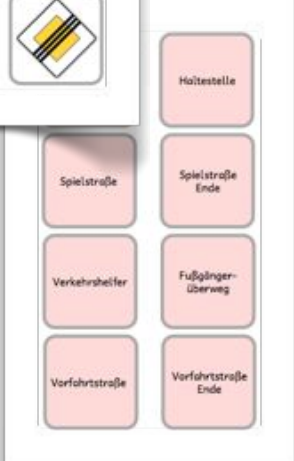 Haltestelle
Spielstraße
Spielstraße
Ende
Verkehrshelfer
Fußgänger-
überweg
Vorfahrtstraße
Vorfahrtstraße
Ende